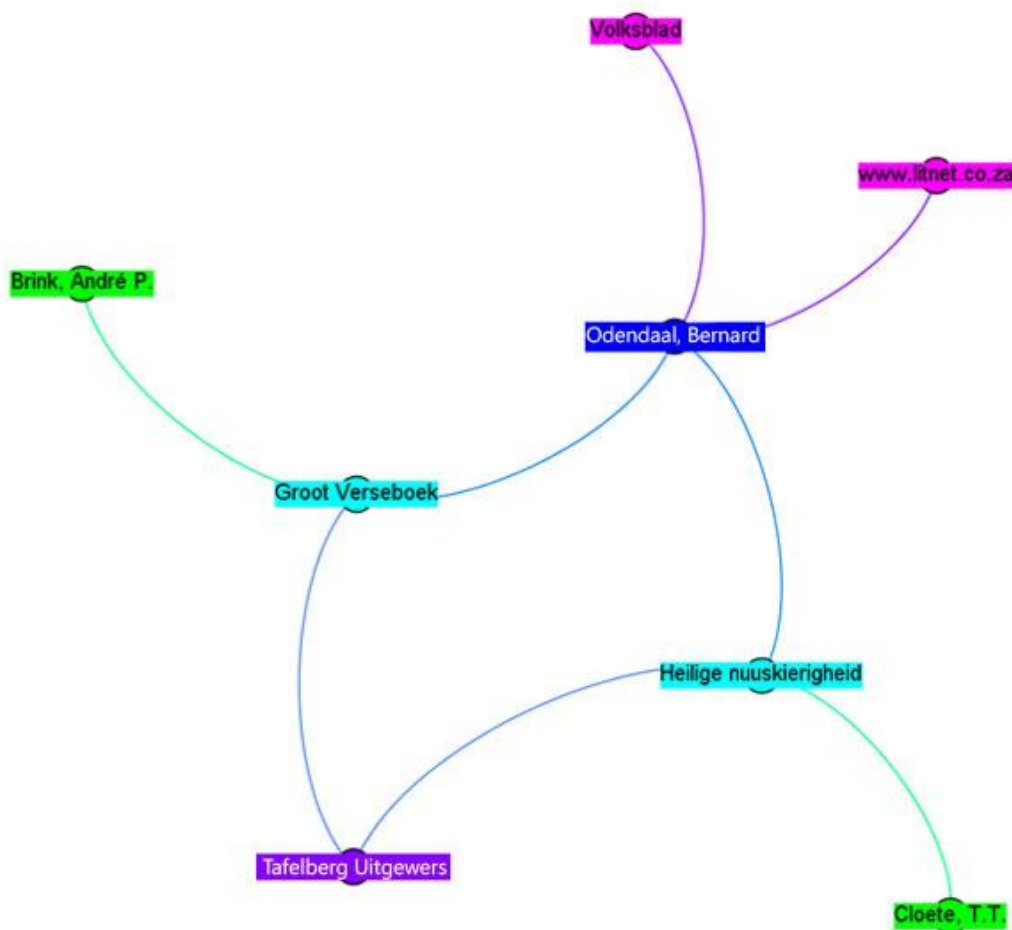 Volksblad
www.litnet.co.za
Brink, André P.
Odendaal, Bernard
Groot Verseboek
Heilige nuuskierigheid
Tafelberg Uitgewers
Cloete, T.T.